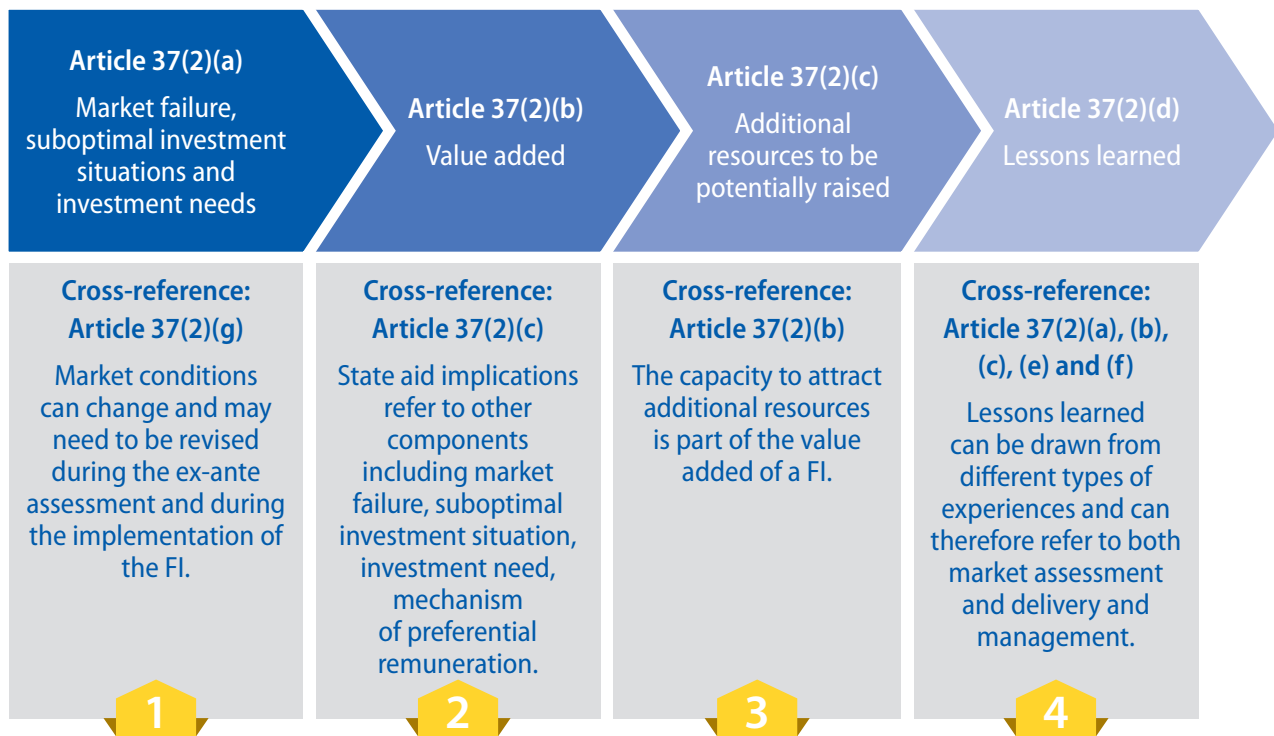 Article 37(2)(a)
Market failure,
suboptimal investment
situations and
investment needs
Article 37(2)(b)
Value added
Article 37(2)(c)
Additional
resources to be
potentially raised
Article 37(2)(d)
Lessons learned
Cross-reference:
Article 37(2)(g)
Market conditions
can change and may
need to be revised
during the ex-ante
assessment and during
the implementation of
the FI.
1
Cross-reference:
Article 37(2)(c)
State aid implications
refer to other
components
including market
failure, suboptimal
investment situation,
investment need,
mechanism
of preferential
remuneration.
2
Cross-reference:
Article 37(2)(b)
The capacity to attract
additional resources
is part of the value
added of a FI.
3
Cross-reference:
Article 37(2)(a), (b),
(c), (e) and (f)
Lessons learned
can be drawn from
different types of
experiences and can
therefore refer to both
market assessment
and delivery and
management.
4